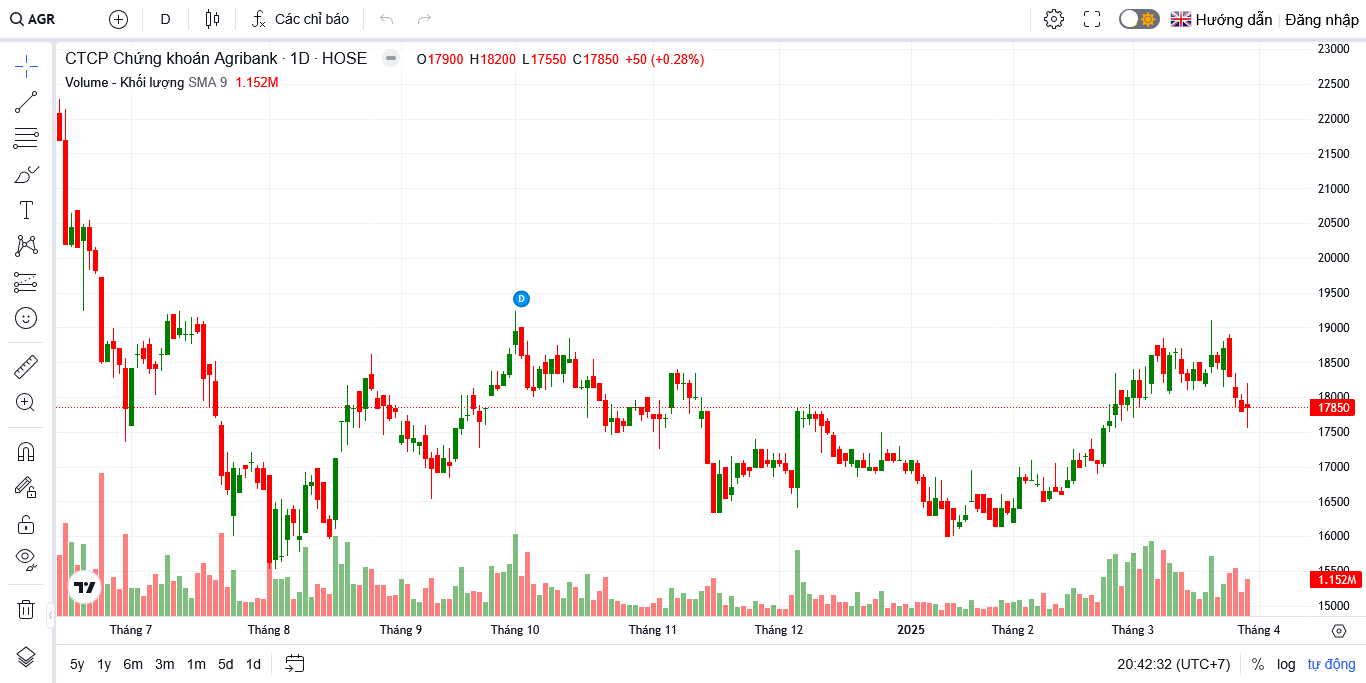 AGR D Các chỉ báo Hướng dẫn Đăng nhập
CTCP Chứng khoán Agribank · 1D · HOSE O17900 H18200 L17550 C17850 +50 (+0.28%)
Volume - Khối lượng SMA 9 1.152M
23000
22500
22000
21500
21000
20500
20000
19500
D
19000
18500
18000
17850
17500
17000
16500
16000
15500
1.152M
15000
Tháng 7 Tháng 8 Tháng 9 Tháng 10 Tháng 11 Tháng 12 2025 Tháng 2 Tháng 3 Tháng 4
5y 1y 6m 3m 1m 5d 1d 20:42:32 (UTC+7) % log tự động